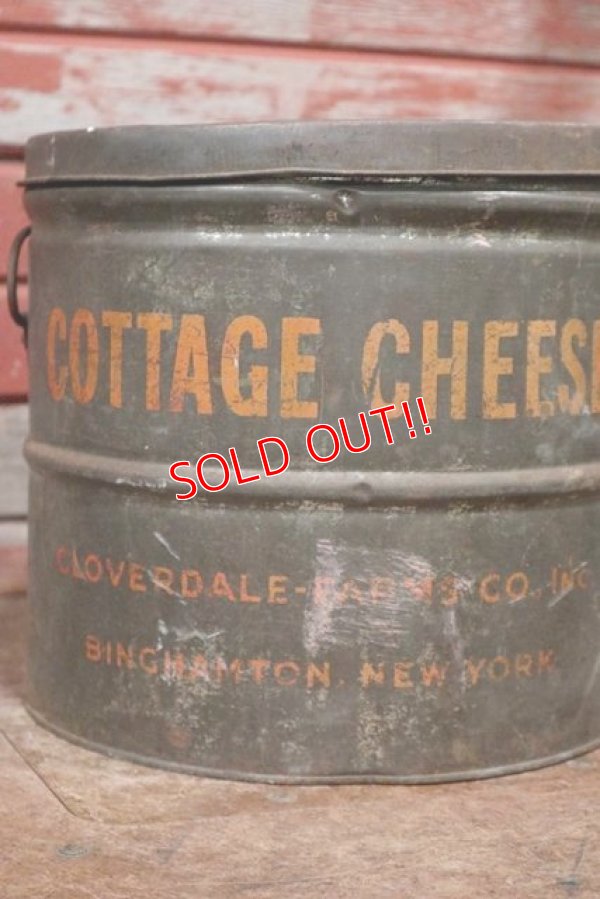 COTTAGE CHEESE
SOLD OUT!!
CLOVERDALE-FARMS CO. INC
BINGHAMTON, NEW YORK